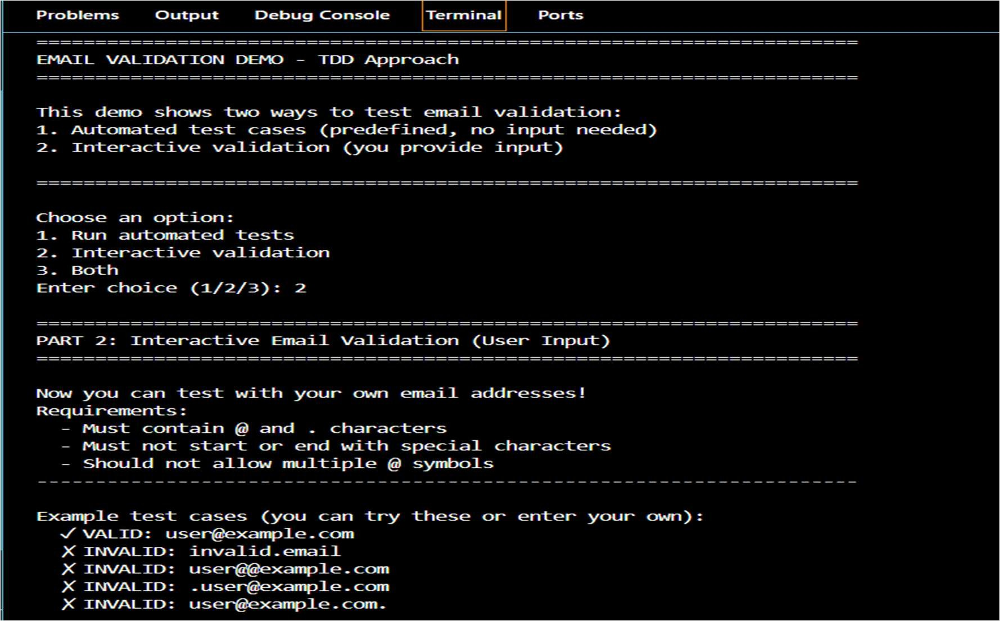 Problems Output Debug Console Terminal Ports
======================================================================
EMAIL VALIDATION DEMO - TDD Approach
======================================================================
This demo shows two ways to test email validation:
1. Automated test cases (predefined, no input needed)
2. Interactive validation (you provide input)
======================================================================
Choose an option:
1. Run automated tests
2. Interactive validation
3. Both
Enter choice (1/2/3): 2
======================================================================
PART 2: Interactive Email Validation (User Input)
======================================================================
Now you can test with your own email addresses!
Requirements:
  - Must contain @ and . characters
  - Must not start or end with special characters
  - Should not allow multiple @ symbols
----------------------------------------------------------------------
Example test cases (you can try these or enter your own):
  ✓ VALID: user@example.com
  ✗ INVALID: invalid.email
  ✗ INVALID: user@@example.com
  ✗ INVALID: .user@example.com
  ✗ INVALID: user@example.com.